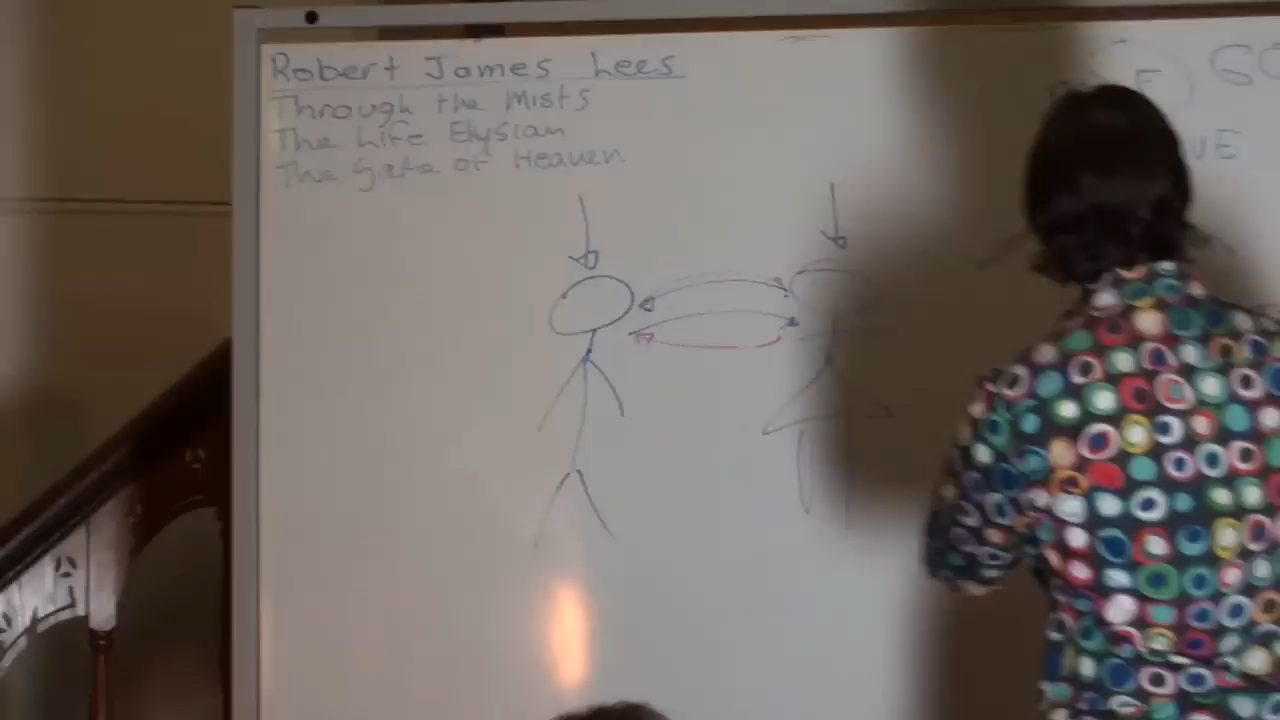 Robert James Lees
Through the Mists
The Life Elysian
The Gate of Heaven